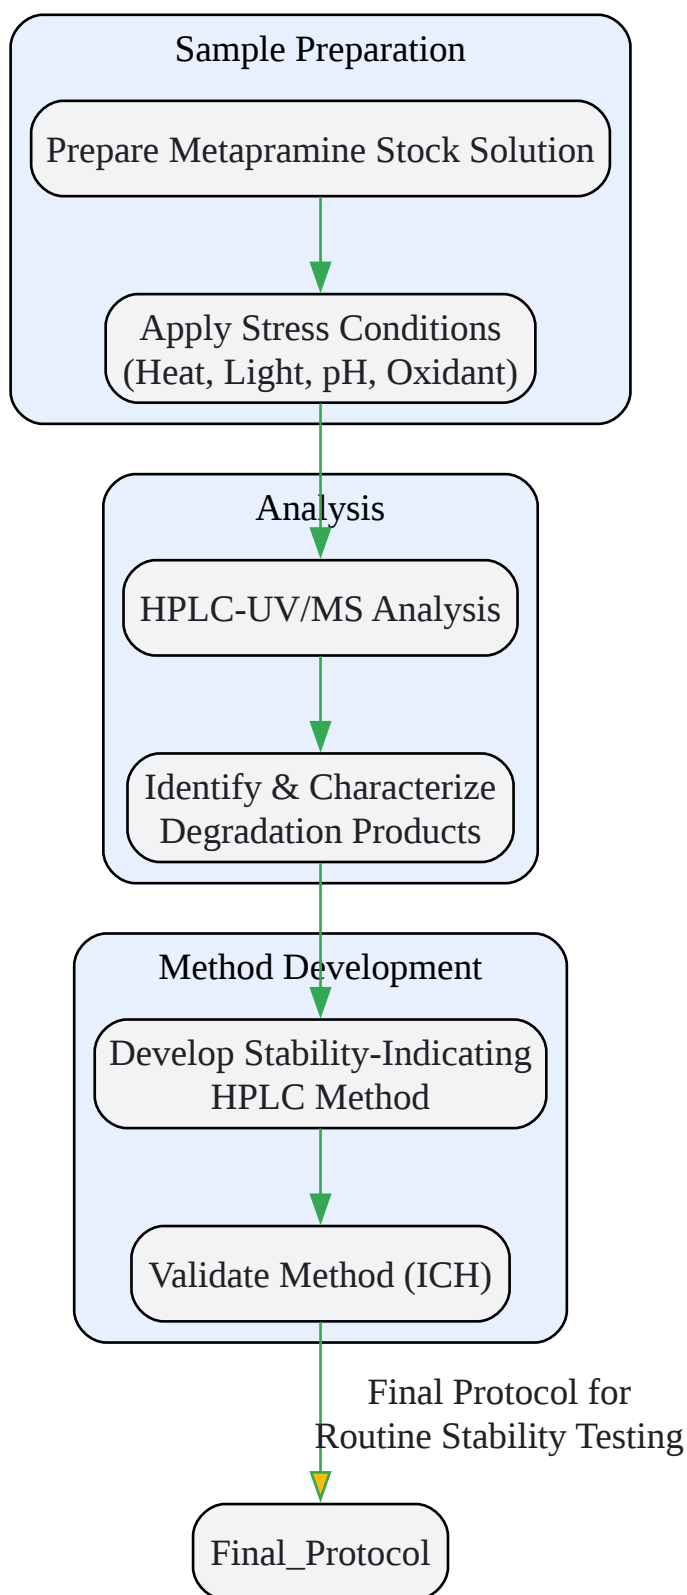 Sample Preparation
Prepare Metapramine Stock Solution
Apply Stress Conditions
(Heat, Light, pH, Oxidant)
Analysis
HPLC-UV/MS Analysis
Identify & Characterize
Degradation Products
Method Development
Develop Stability-Indicating
HPLC Method
Validate Method (ICH)
Final Protocol for
Routine Stability Testing
Final_Protocol